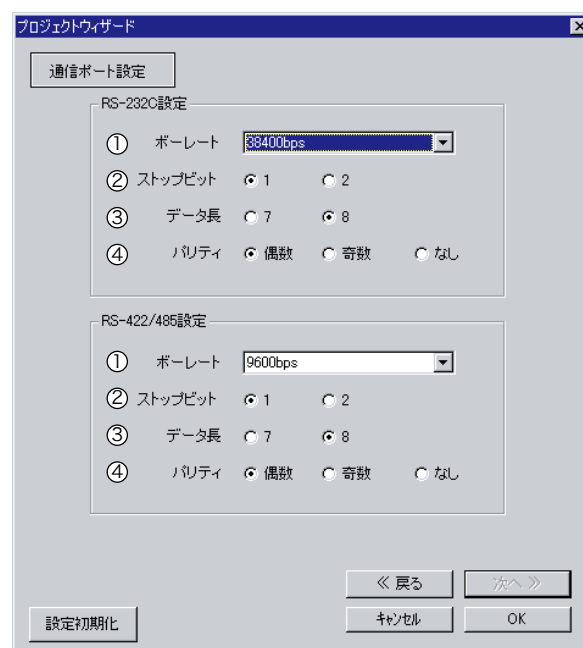 プロジェクトウィザード
通信ポート設定
RS-232C設定
① ボーレート 38400bps
② ストップビット 1 2
③ データ長 7 8
④ パリティ 偶数 奇数 なし
RS-422/485設定
① ボーレート 9600bps
② ストップビット 1 2
③ データ長 7 8
④ パリティ 偶数 奇数 なし
≪ 戻る 次へ ≫
設定初期化 キャンセル OK